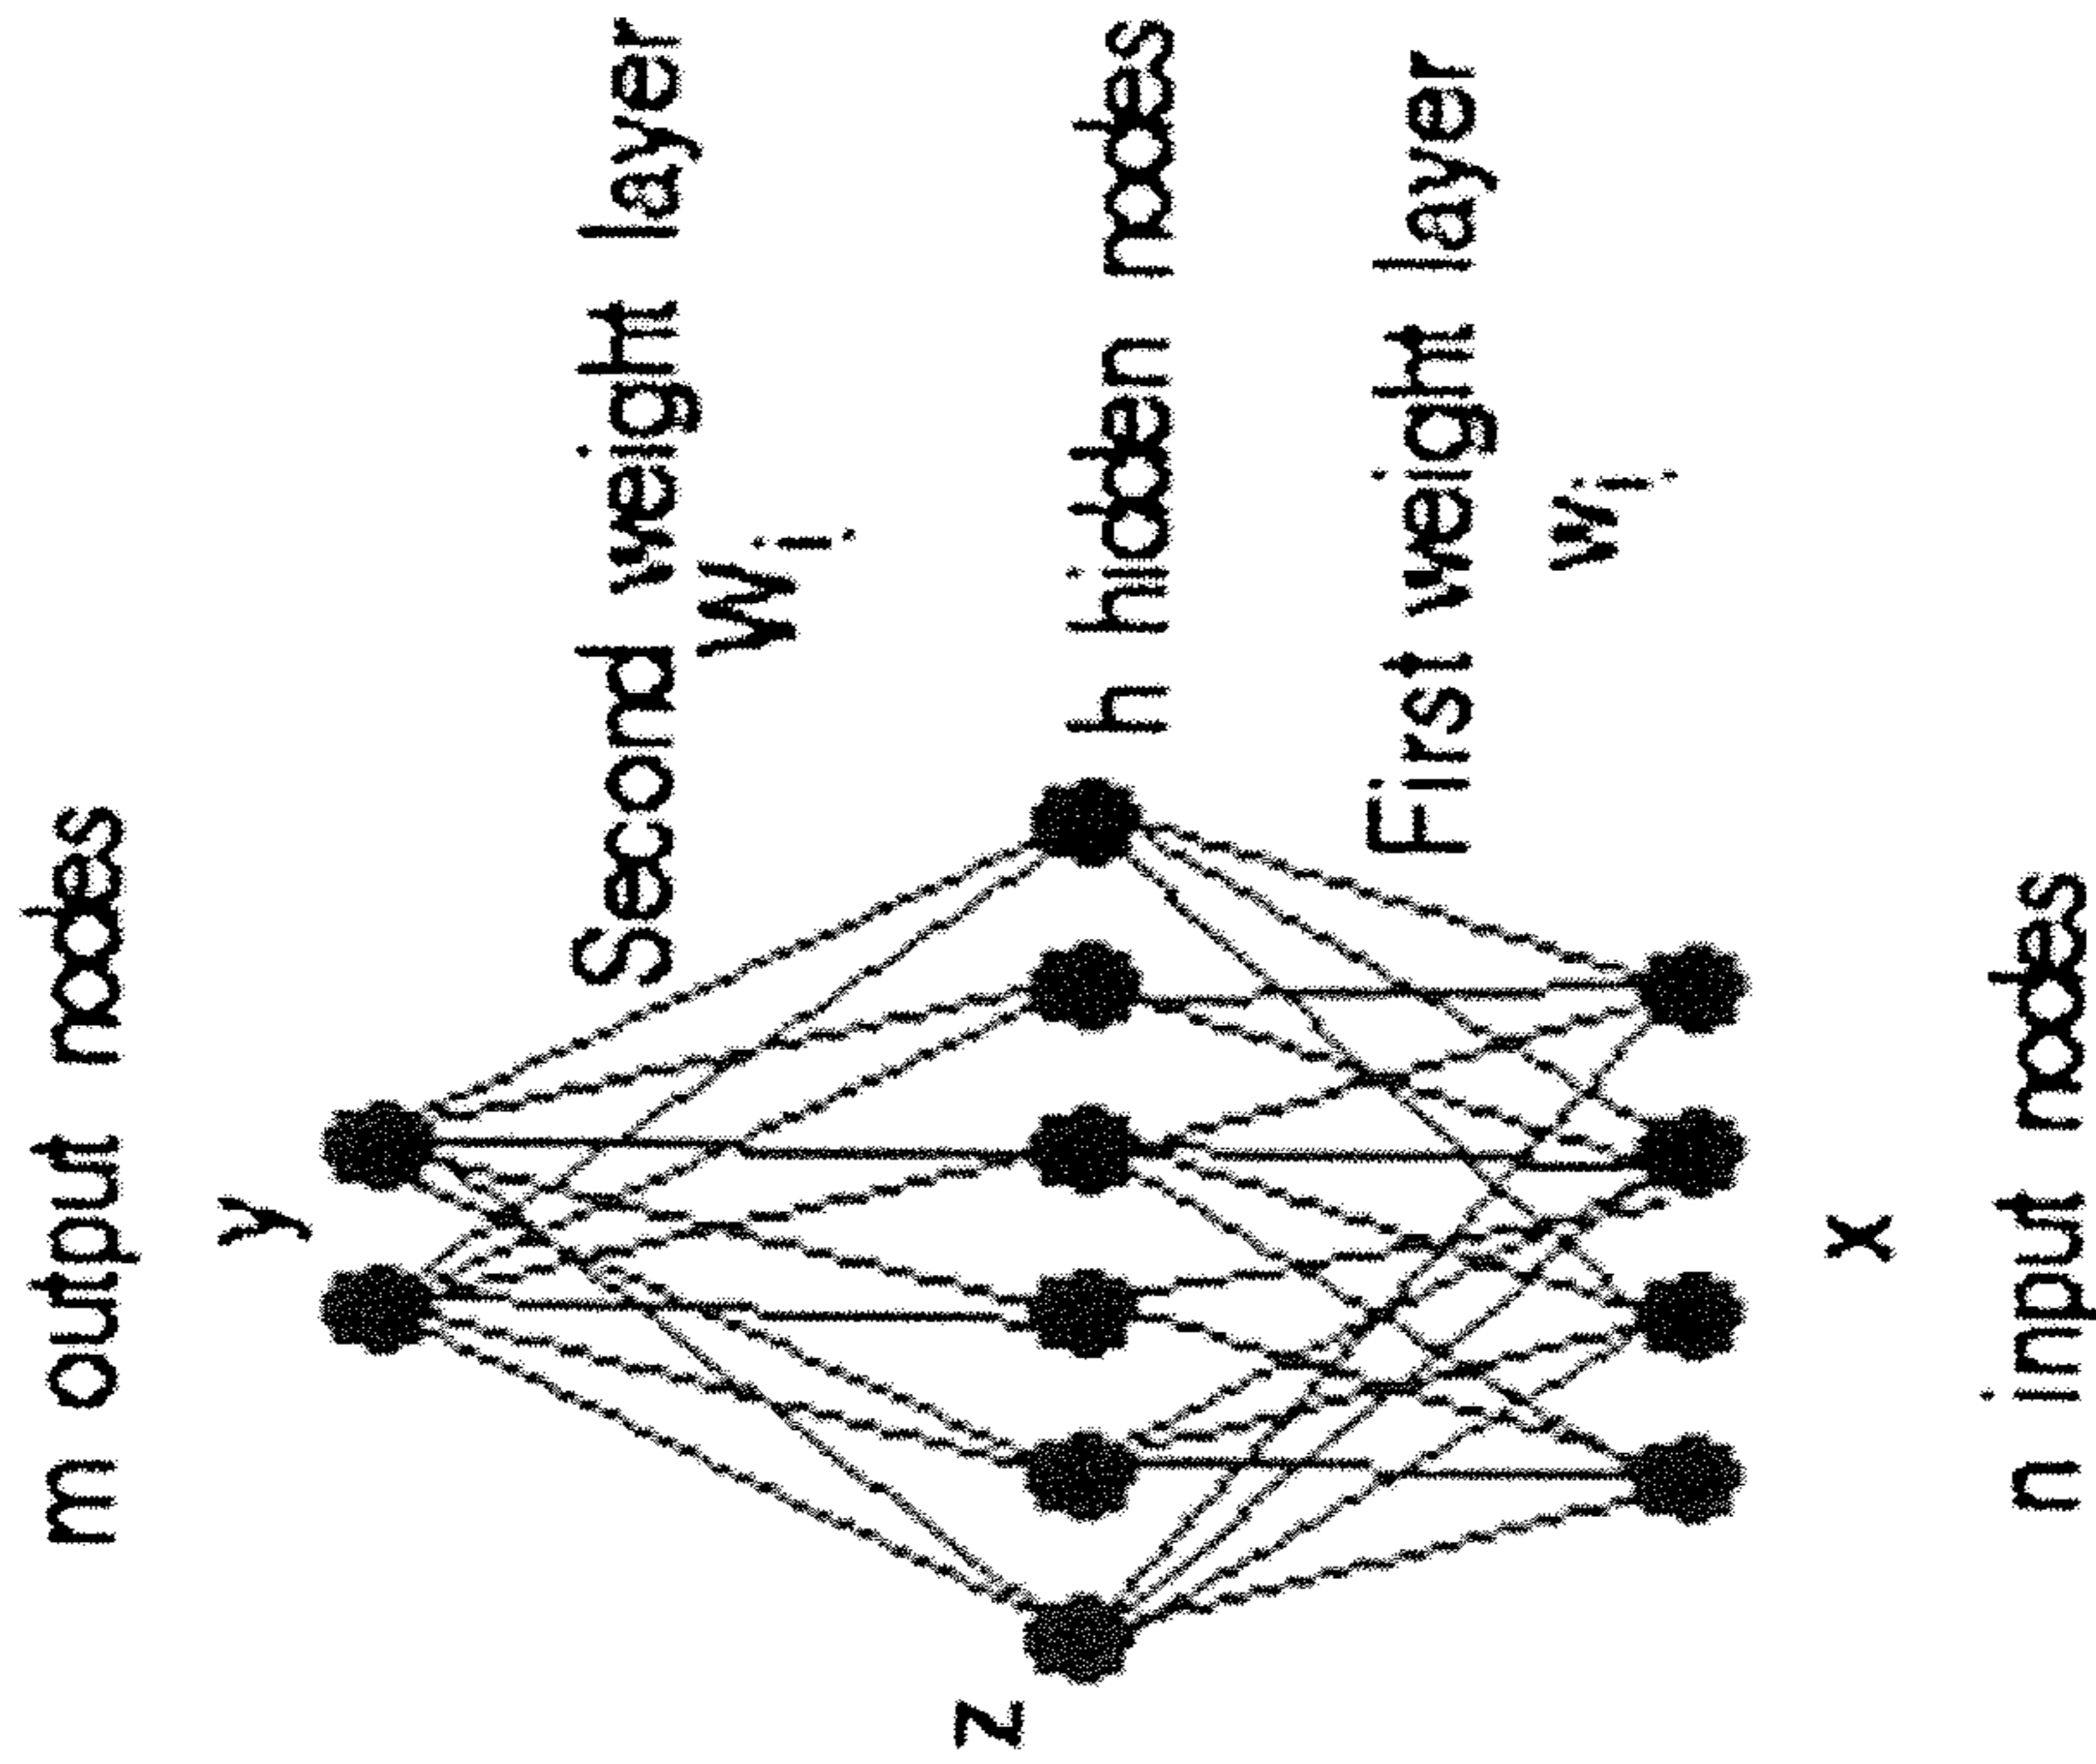 m output nodes
y
Second weight layer
W i j
h hidden nodes
z
First weight layer
w i j
x
n input nodes